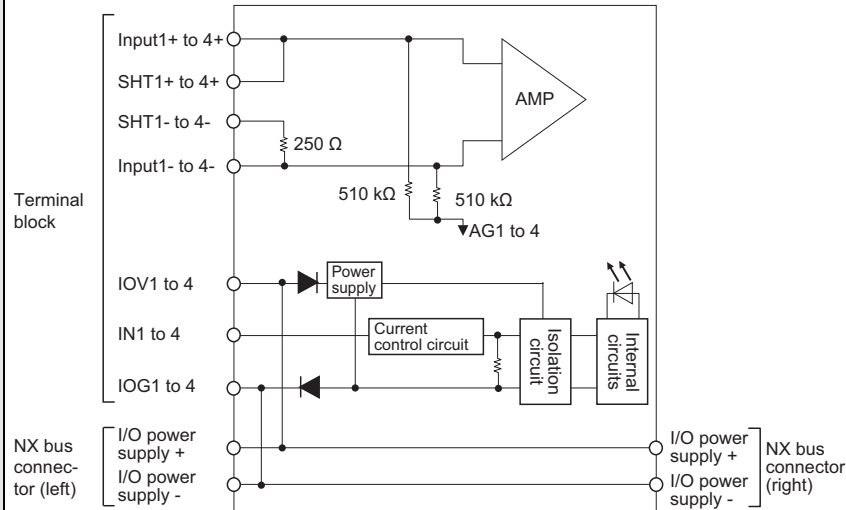 Terminal
block
Input1+ to 4+
SHT1+ to 4+
SHT1- to 4-
Input1- to 4-
250 Ω
AMP
510 kΩ
510 kΩ
AG1 to 4
IOV1 to 4
Power
supply
IN1 to 4
Current
control circuit
Isolation
circuit
Internal
circuits
IOG1 to 4
NX bus
connec-
tor (left)
I/O power
supply +
I/O power
supply -
I/O power
supply +
I/O power
supply -
NX bus
connector
(right)